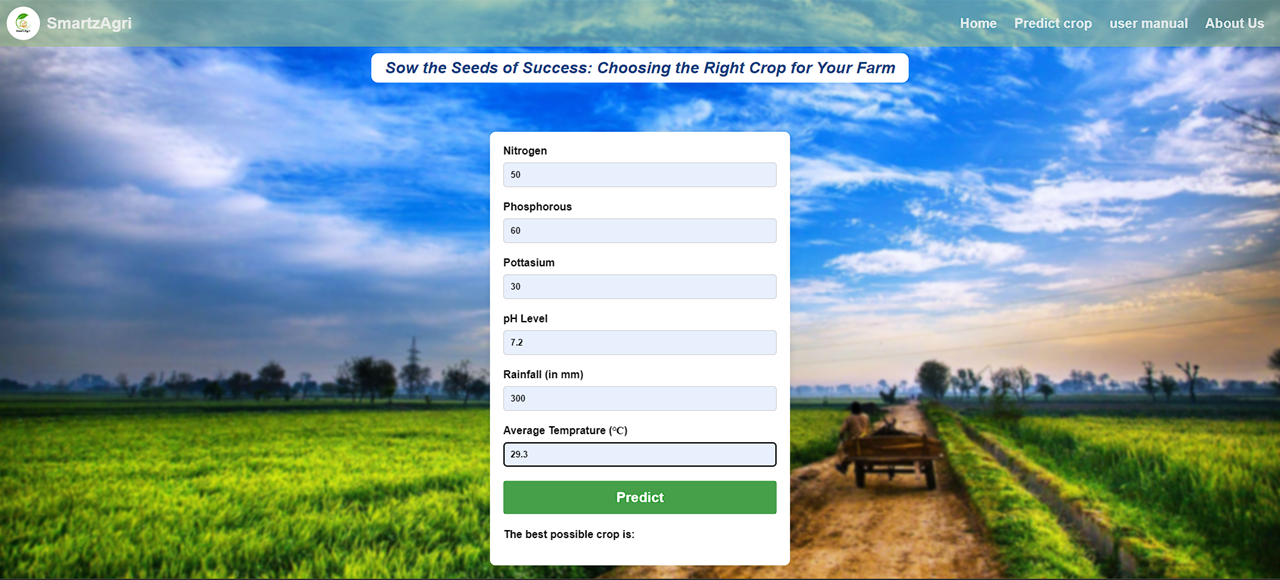 SmartzAgri
Home Predict crop user manual About Us
Sow the Seeds of Success: Choosing the Right Crop for Your Farm
Nitrogen
50
Phosphorous
60
Pottasium
30
pH Level
7.2
Rainfall (in mm)
300
Average Temprature (℃)
29.3
Predict
The best possible crop is: